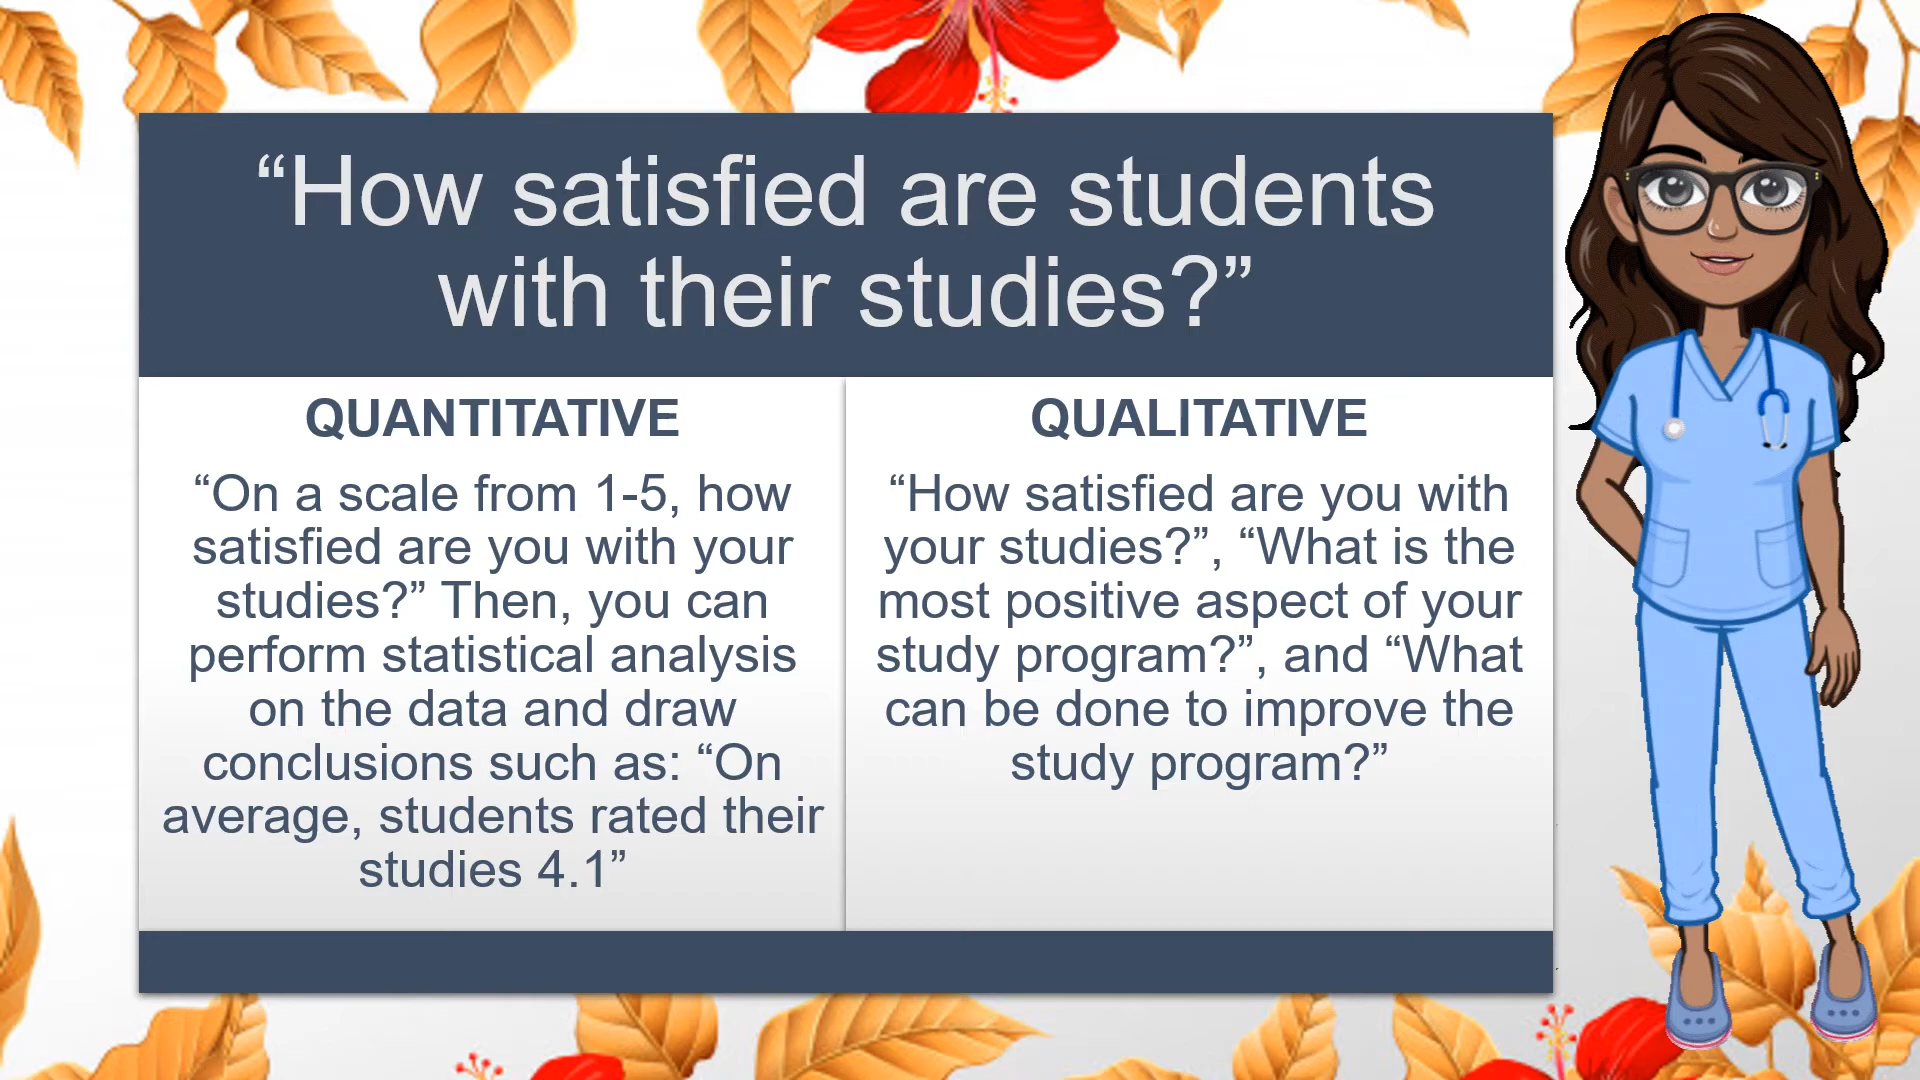 “How satisfied are students
with their studies?”
QUANTITATIVE
“On a scale from 1-5, how
satisfied are you with your
studies?” Then, you can
perform statistical analysis
on the data and draw
conclusions such as: “On
average, students rated their
studies 4.1”
QUALITATIVE
“How satisfied are you with
your studies?”, “What is the
most positive aspect of your
study program?”, and “What
can be done to improve the
study program?”